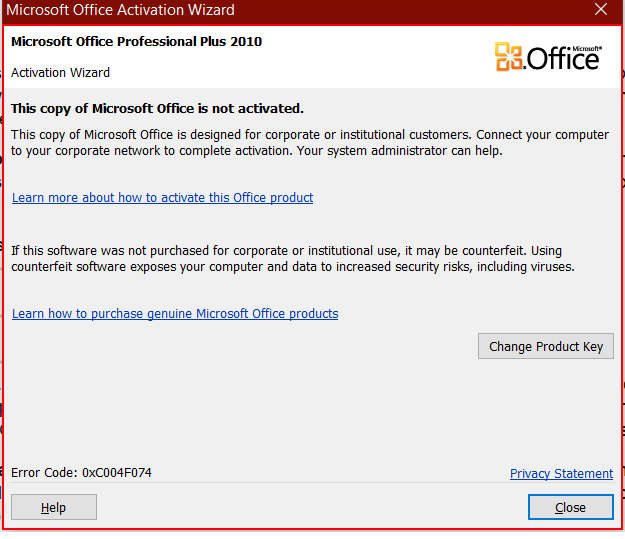 Microsoft Office Activation Wizard
Microsoft Office Professional Plus 2010
Activation Wizard
Microsoft®
Office
This copy of Microsoft Office is not activated.
This copy of Microsoft Office is designed for corporate or institutional customers. Connect your computer
to your corporate network to complete activation. Your system administrator can help.
Learn more about how to activate this Office product
If this software was not purchased for corporate or institutional use, it may be counterfeit. Using
counterfeit software exposes your computer and data to increased security risks, including viruses.
Learn how to purchase genuine Microsoft Office products
Change Product Key
Error Code: 0xC004F074
Privacy Statement
Help
Close